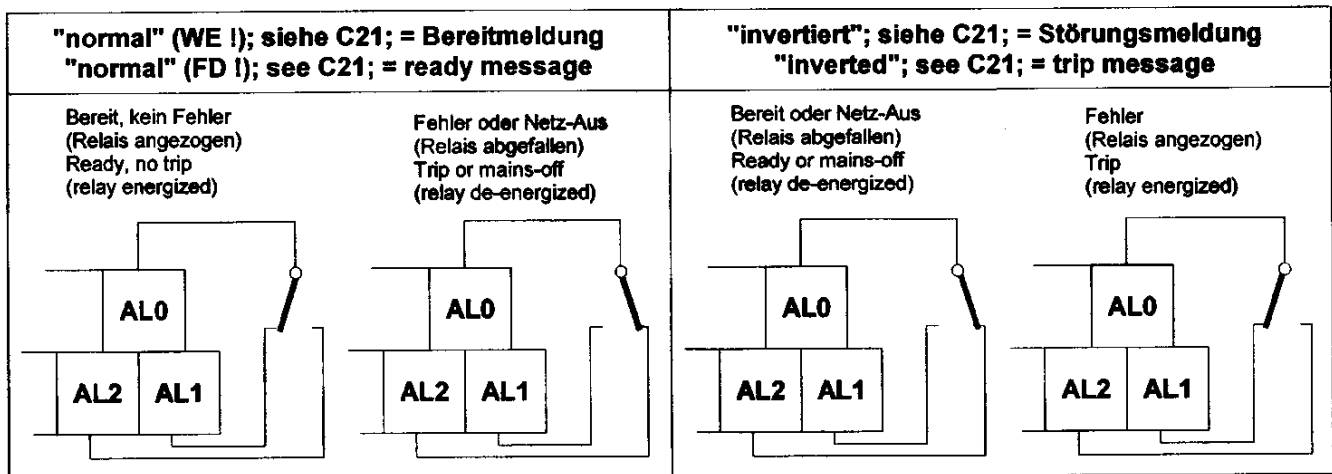 "normal" (WE !); siehe C21; = Bereitmeldung
"normal" (FD !); see C21; = ready message
"invertiert"; siehe C21; = Störungsmeldung
"inverted"; see C21; = trip message
Bereit, kein Fehler
(Relais angezogen)
Ready, no trip
(relay energized)
Fehler oder Netz-Aus
(Relais abgefallen)
Trip or mains-off
(relay de-energized)
Bereit oder Netz-Aus
(Relais abgefallen)
Ready or mains-off
(relay de-energized)
Fehler
(Relais angezogen)
Trip
(relay energized)
AL0
AL2 AL1
AL0
AL2 AL1
AL0
AL2 AL1
AL0
AL2 AL1